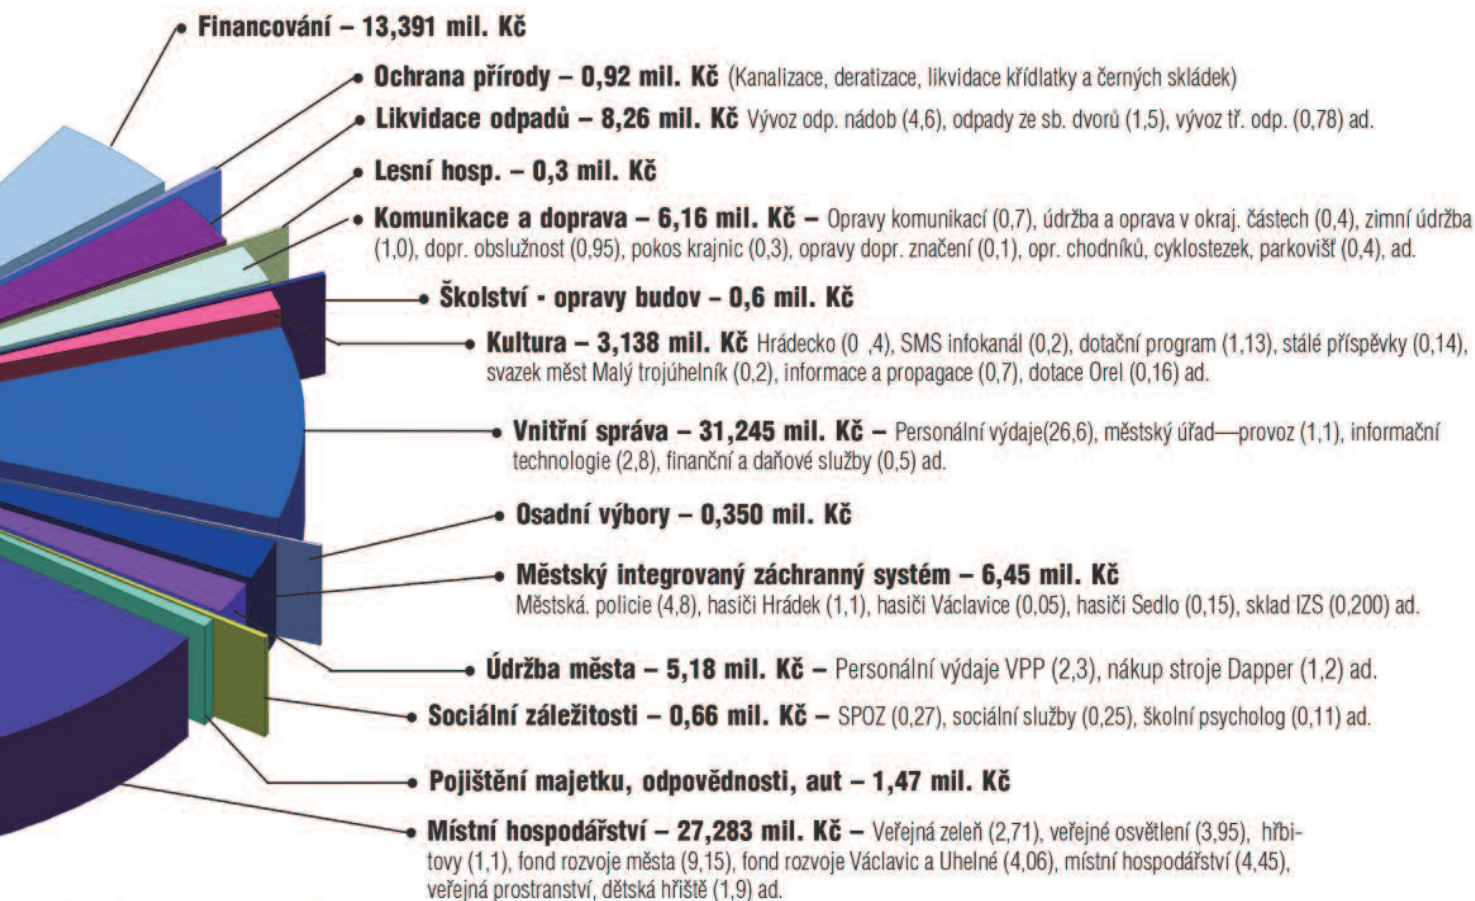 Financování – 13,391 mil. Kč
Ochrana přírody – 0,92 mil. Kč (Kanalizace, deratizace, likvidace křídlatky a černých skládek)
Likvidace odpadů – 8,26 mil. Kč Vývoz odp. nádob (4,6), odpady ze sb. dvorů (1,5), vývoz tř. odp. (0,78) ad.
Lesní hosp. – 0,3 mil. Kč
Komunikace a doprava – 6,16 mil. Kč – Opravy komunikací (0,7), údržba a oprava v okraj. částech (0,4), zimní údržba
(1,0), dopr. obslužnost (0,95), pokos krajnic (0,3), opravy dopr. značení (0,1), opr. chodníků, cyklostezek, parkovišť (0,4), ad.
Školství - opravy budov – 0,6 mil. Kč
Kultura – 3,138 mil. Kč Hrádecko (0 ,4), SMS infokanál (0,2), dotační program (1,13), stálé příspěvky (0,14),
svazek měst Malý trojúhelník (0,2), informace a propagace (0,7), dotace Orel (0,16) ad.
Vnitřní správa – 31,245 mil. Kč – Personální výdaje(26,6), městský úřad—provoz (1,1), informační
technologie (2,8), finanční a daňové služby (0,5) ad.
Osadní výbory – 0,350 mil. Kč
Městský integrovaný záchranný systém – 6,45 mil. Kč
Městská. policie (4,8), hasiči Hrádek (1,1), hasiči Václavice (0,05), hasiči Sedlo (0,15), sklad IZS (0,200) ad.
Údržba města – 5,18 mil. Kč – Personální výdaje VPP (2,3), nákup stroje Dapper (1,2) ad.
Sociální záležitosti – 0,66 mil. Kč – SPOZ (0,27), sociální služby (0,25), školní psycholog (0,11) ad.
Pojištění majetku, odpovědnosti, aut – 1,47 mil. Kč
Místní hospodářství – 27,283 mil. Kč – Veřejná zeleň (2,71), veřejné osvětlení (3,95), hřbi-
tovy (1,1), fond rozvoje města (9,15), fond rozvoje Václavic a Uhelné (4,06), místní hospodářství (4,45),
veřejná prostranství, dětská hřiště (1,9) ad.